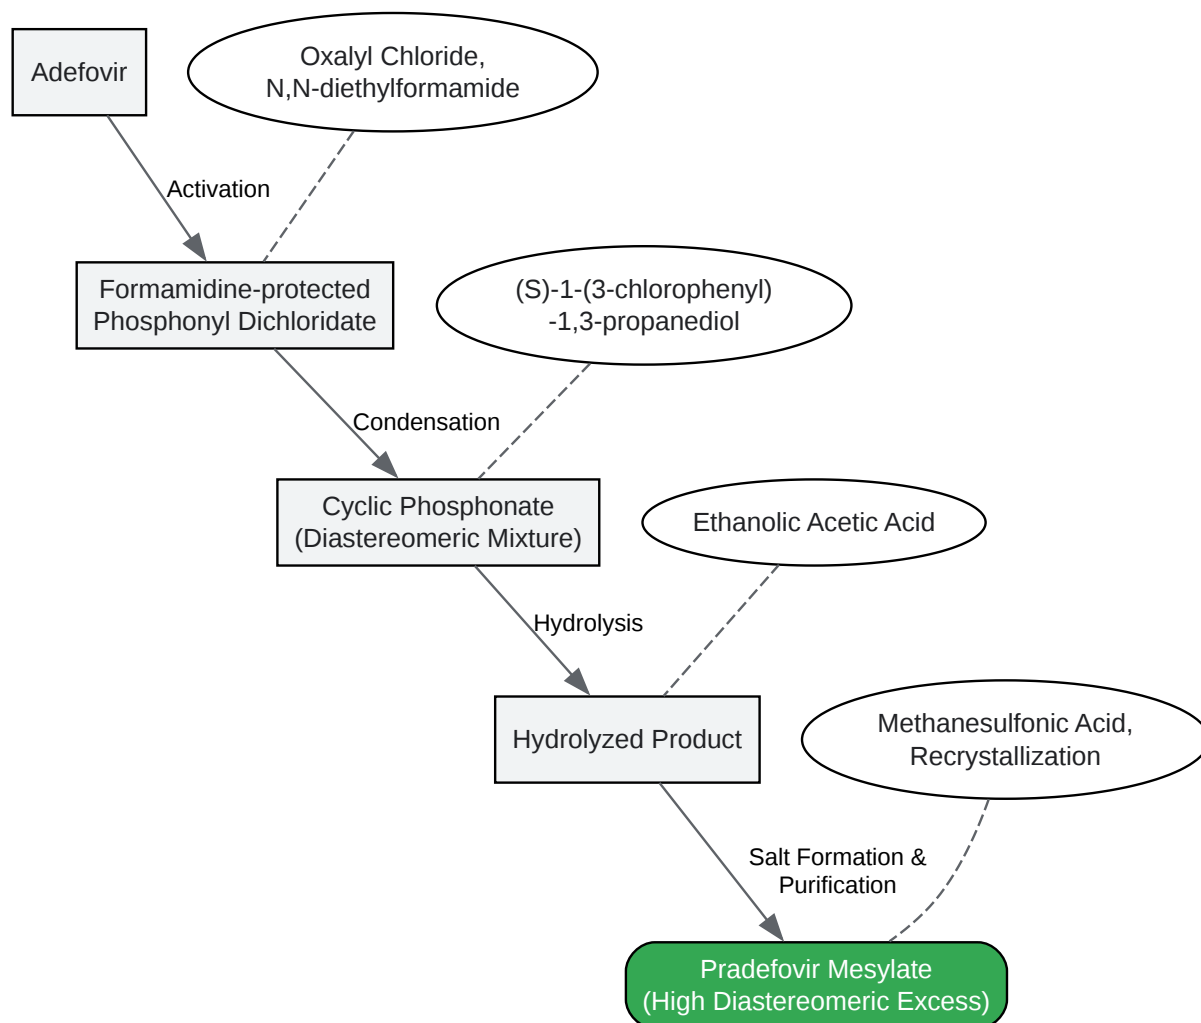 Adefovir
Oxalyl Chloride,
N,N-diethylformamide
Activation
Formamidine-protected
Phosphonyl Dichloridate
(S)-1-(3-chlorophenyl)
-1,3-propanediol
Condensation
Cyclic Phosphonate
(Diastereomeric Mixture)
Ethanolic Acetic Acid
Hydrolysis
Hydrolyzed Product
Methanesulfonic Acid,
Recrystallization
Salt Formation &
Purification
Pradefovir Mesylate
(High Diastereomeric Excess)